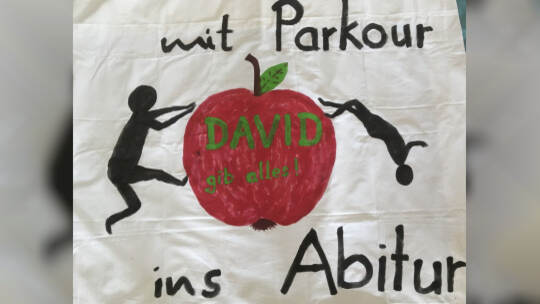 mit Parkour
DAVID
gib alles!
ins Abitur